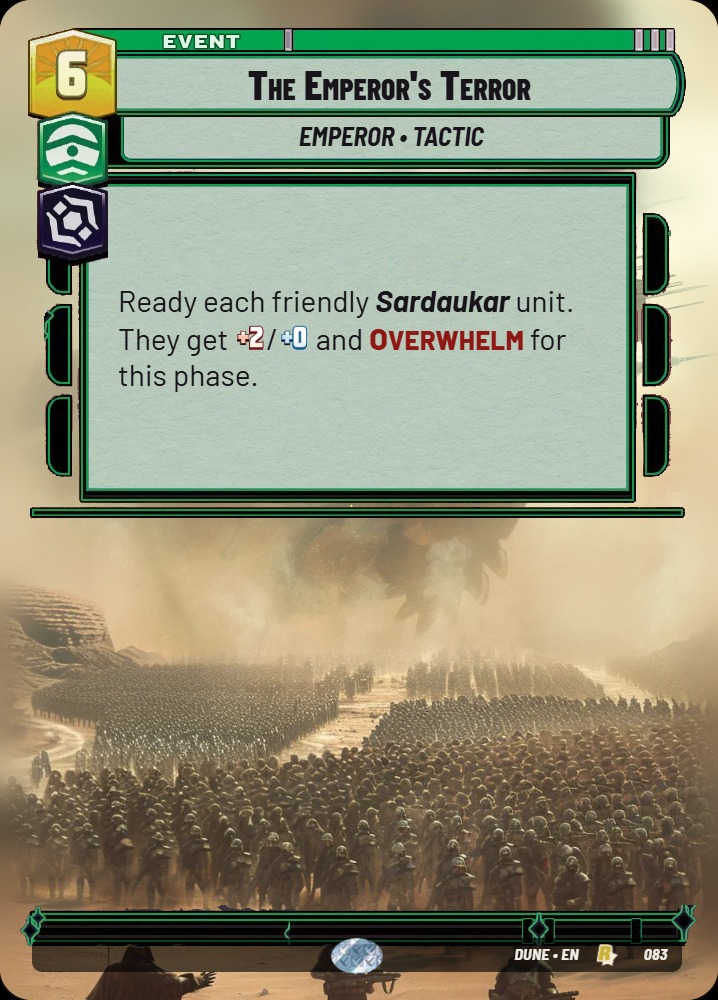 EVENT
6
THE EMPEROR'S TERROR
EMPEROR • TACTIC
Ready each friendly Sardaukar unit.
They get +2/+0 and OVERWHELM for
this phase.
DUNE • EN R 083